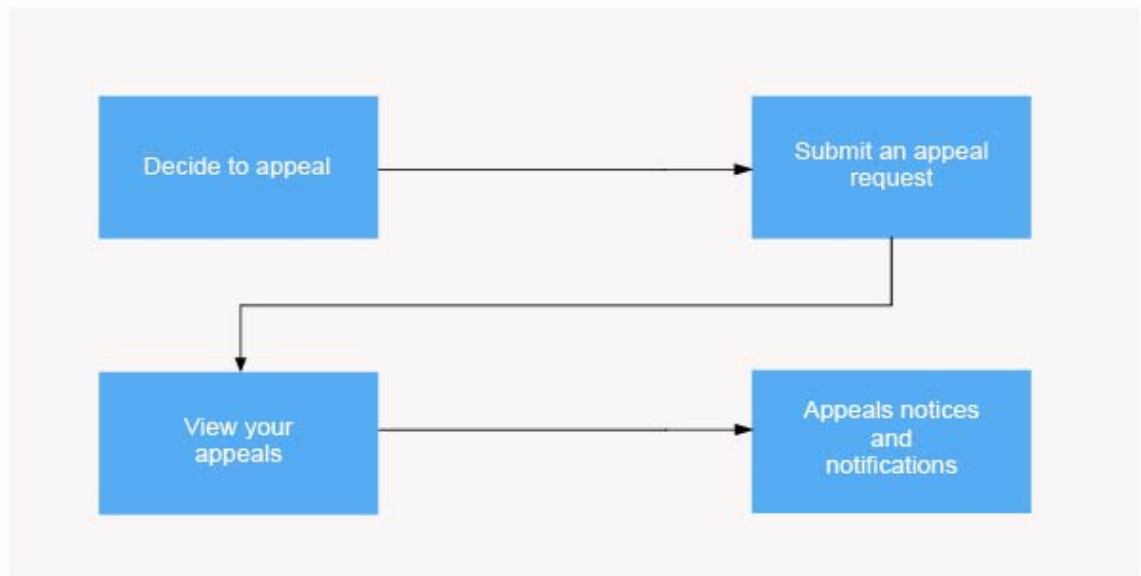 Decide to appeal
Submit an appeal
request
View your
appeals
Appeals notices
and
notifications